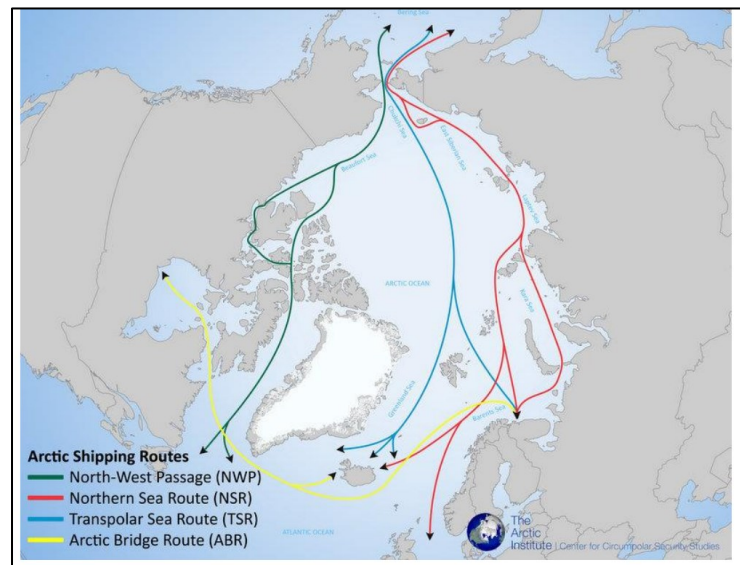 Bering Sea
Chukchi Sea
East Siberian Sea
Beaufort Sea
Laptev Sea
ARCTIC OCEAN
Kara Sea
Greenland Sea
Barents Sea
Arctic Shipping Routes
North-West Passage (NWP)
Northern Sea Route (NSR)
Transpolar Sea Route (TSR)
Arctic Bridge Route (ABR)
ATLANTIC OCEAN
The
Arctic
Institute | Center for Circumpolar Security Studies